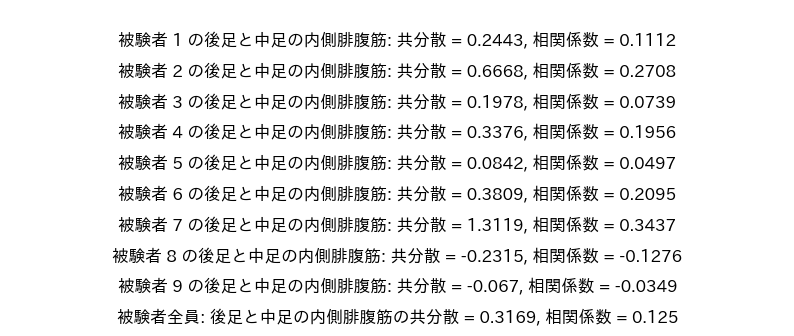 被験者 1 の後足と中足の内側腓腹筋: 共分散 = 0.2443, 相関係数 = 0.1112
被験者 2 の後足と中足の内側腓腹筋: 共分散 = 0.6668, 相関係数 = 0.2708
被験者 3 の後足と中足の内側腓腹筋: 共分散 = 0.1978, 相関係数 = 0.0739
被験者 4 の後足と中足の内側腓腹筋: 共分散 = 0.3376, 相関係数 = 0.1956
被験者 5 の後足と中足の内側腓腹筋: 共分散 = 0.0842, 相関係数 = 0.0497
被験者 6 の後足と中足の内側腓腹筋: 共分散 = 0.3809, 相関係数 = 0.2095
被験者 7 の後足と中足の内側腓腹筋: 共分散 = 1.3119, 相関係数 = 0.3437
被験者 8 の後足と中足の内側腓腹筋: 共分散 = -0.2315, 相関係数 = -0.1276
被験者 9 の後足と中足の内側腓腹筋: 共分散 = -0.067, 相関係数 = -0.0349
被験者全員: 後足と中足の内側腓腹筋の共分散 = 0.3169, 相関係数 = 0.125